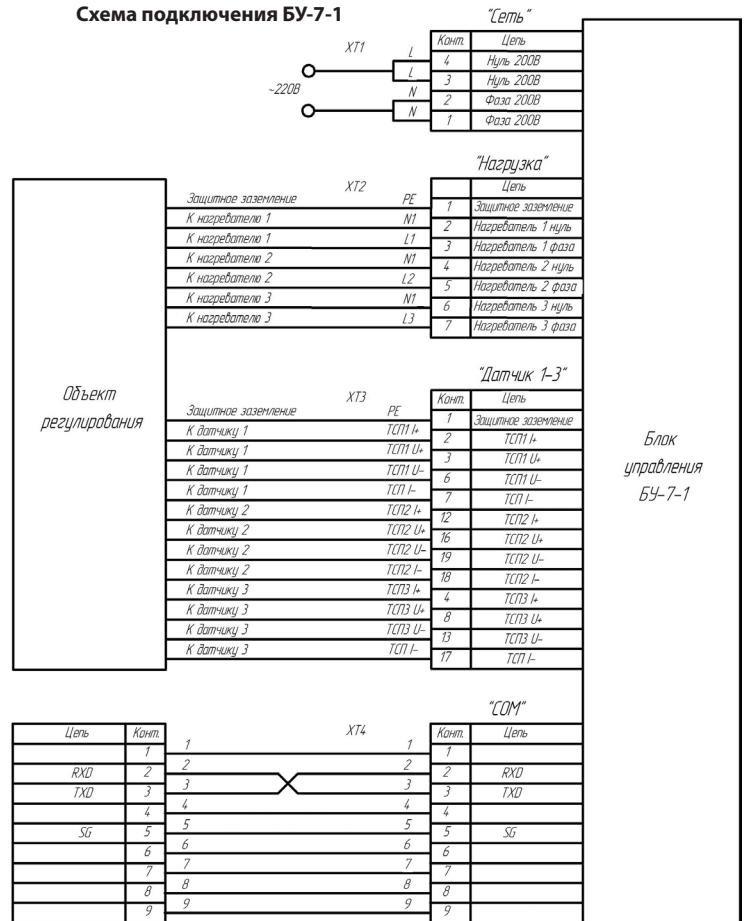 Схема подключения БУ-7-1
"Сеть"
XT1
Конт. Цепь
L 4 Нуль 200В
L 3 Нуль 200В
~220В
N 2 Фаза 200В
N 1 Фаза 200В
"Нагрузка"
XT2
Цепь
Защитное заземление PE 1 Защитное заземление
К нагревателю 1 N1 2 Нагреватель 1 нуль
К нагревателю 1 L1 3 Нагреватель 1 фаза
К нагревателю 2 N1 4 Нагреватель 2 нуль
К нагревателю 2 L2 5 Нагреватель 2 фаза
К нагревателю 3 N1 6 Нагреватель 3 нуль
К нагревателю 3 L3 7 Нагреватель 3 фаза
Объект
регулирования
"Датчик 1-3"
XT3
Конт. Цепь
Защитное заземление PE 1 Защитное заземление
К датчику 1 ТСП1 I+ 2 ТСП1 I+
К датчику 1 ТСП1 U+ 3 ТСП1 U+
К датчику 1 ТСП1 U- 6 ТСП1 U-
К датчику 1 ТСП I- 7 ТСП I-
К датчику 2 ТСП2 I+ 12 ТСП2 I+
К датчику 2 ТСП2 U+ 16 ТСП2 U+
К датчику 2 ТСП2 U- 19 ТСП2 U-
К датчику 2 ТСП2 I- 18 ТСП2 I-
К датчику 3 ТСП3 I+ 4 ТСП3 I+
К датчику 3 ТСП3 U+ 8 ТСП3 U+
К датчику 3 ТСП3 U- 13 ТСП3 U-
К датчику 3 ТСП I- 17 ТСП I-
Блок
управления
БУ-7-1
"COM"
Цепь Конт. XT4 Конт. Цепь
1 1 1 1
RXD 2 2 2 2 RXD
TXD 3 3 3 3 TXD
4 4 4 4
SG 5 5 5 5 SG
6 6 6 6
7 7 7 7
8 8 8 8
9 9 9 9